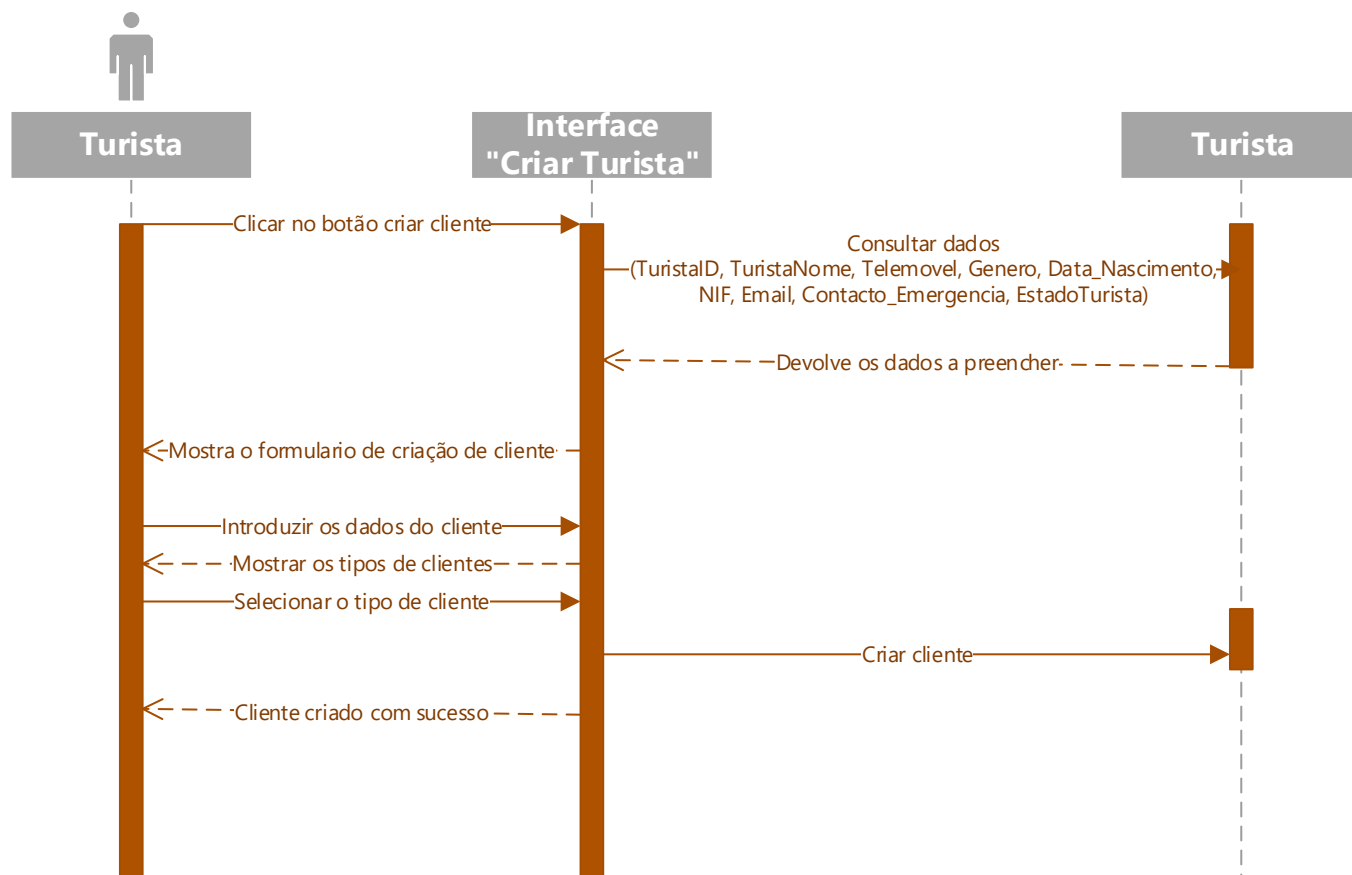 Turista
Interface
"Criar Turista"
Turista
Clicar no botão criar cliente
Consultar dados
(TuristaID, TuristaNome, Telemovel, Genero, Data_Nascimento,
NIF, Email, Contacto_Emergencia, EstadoTurista)
Devolve os dados a preencher
Mostra o formulario de criação de cliente
Introduzir os dados do cliente
Mostrar os tipos de clientes
Selecionar o tipo de cliente
Criar cliente
Cliente criado com sucesso